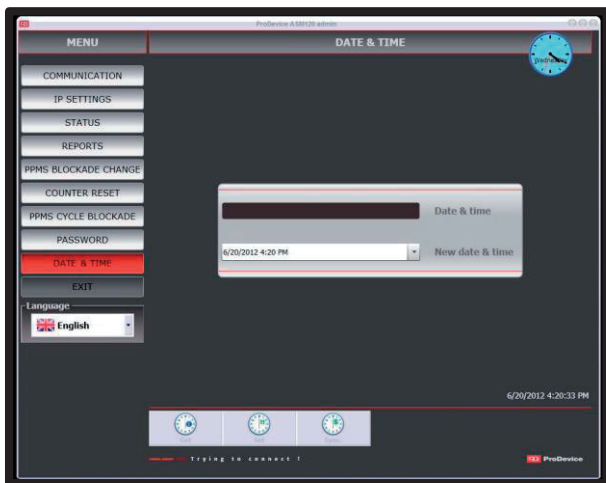 ProDevice ASM120 admin
MENU
DATE & TIME
COMMUNICATION
IP SETTINGS
STATUS
REPORTS
PPMS BLOCKADE CHANGE
COUNTER RESET
PPMS CYCLE BLOCKADE
PASSWORD
DATE & TIME
EXIT
Language
English
Date & time
6/20/2012 4:20 PM
New date & time
6/20/2012 4:20:33 PM
Get
Set
Trying to connect !
ProDevice